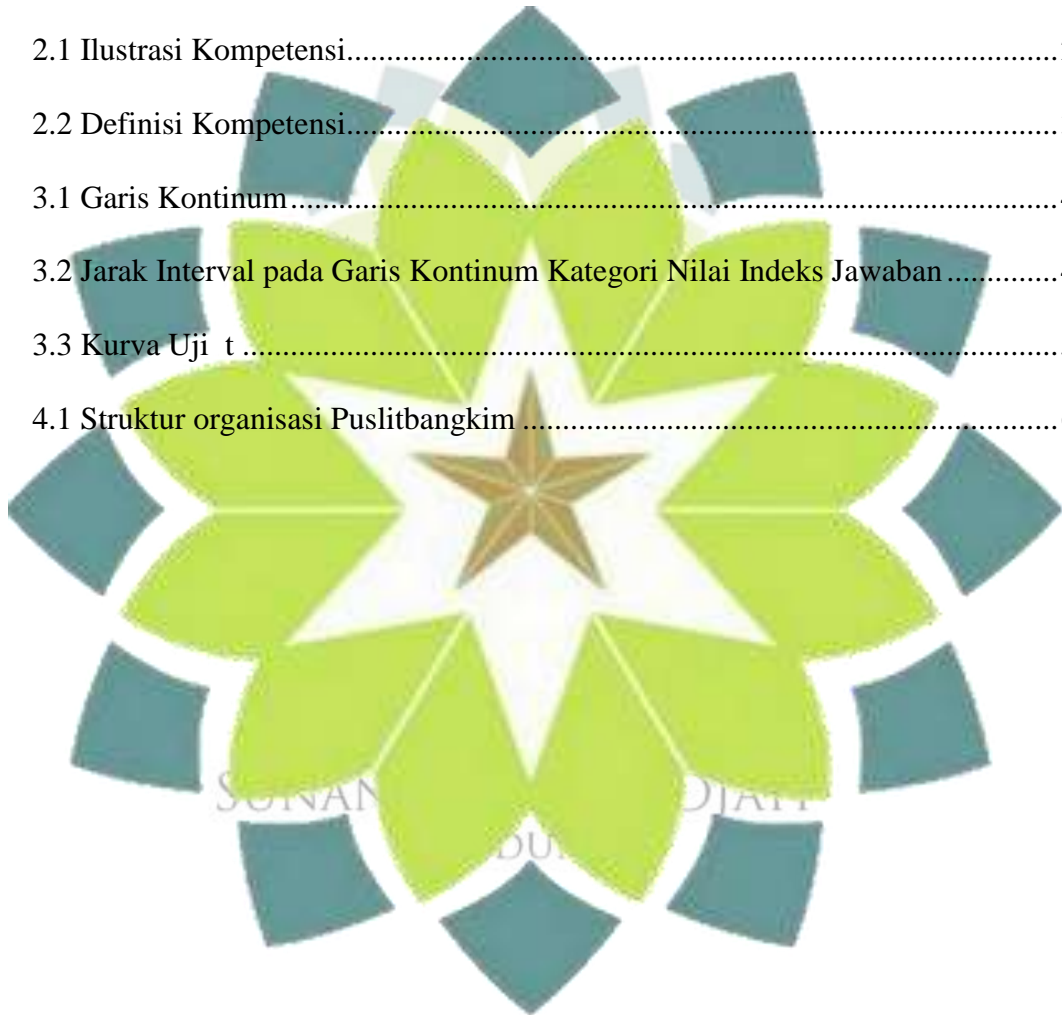 2.1 Ilustrasi Kompetensi....................................................................................
2.2 Definisi Kompetensi....................................................................................
3.1 Garis Kontinum...........................................................................................
3.2 Jarak Interval pada Garis Kontinum Kategori Nilai Indeks Jawaban..............
3.3 Kurva Uji t .................................................................................................
4.1 Struktur organisasi Puslitbangkim ................................................................
SUNAN